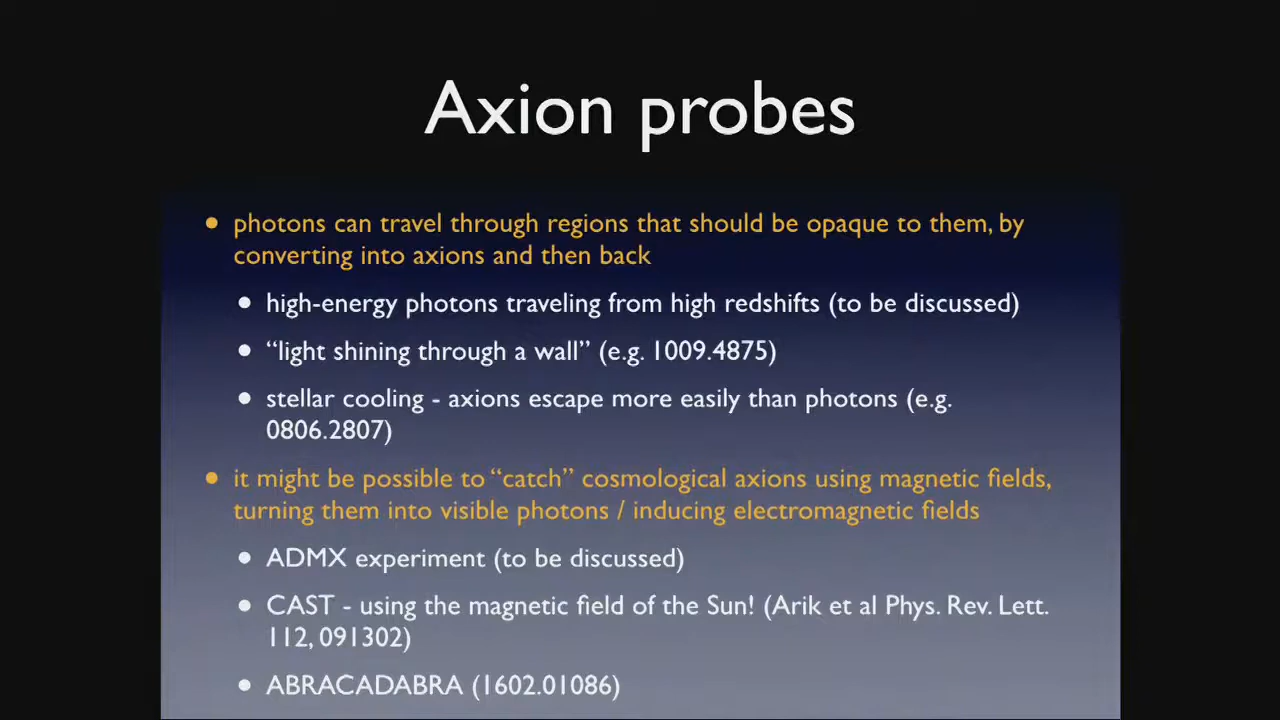 Axion probes
• photons can travel through regions that should be opaque to them, by
converting into axions and then back
• high-energy photons traveling from high redshifts (to be discussed)
• “light shining through a wall” (e.g. 1009.4875)
• stellar cooling - axions escape more easily than photons (e.g.
0806.2807)
• it might be possible to “catch” cosmological axions using magnetic fields,
turning them into visible photons / inducing electromagnetic fields
• ADMX experiment (to be discussed)
• CAST - using the magnetic field of the Sun! (Arik et al Phys. Rev. Lett.
112, 091302)
• ABRACADABRA (1602.01086)